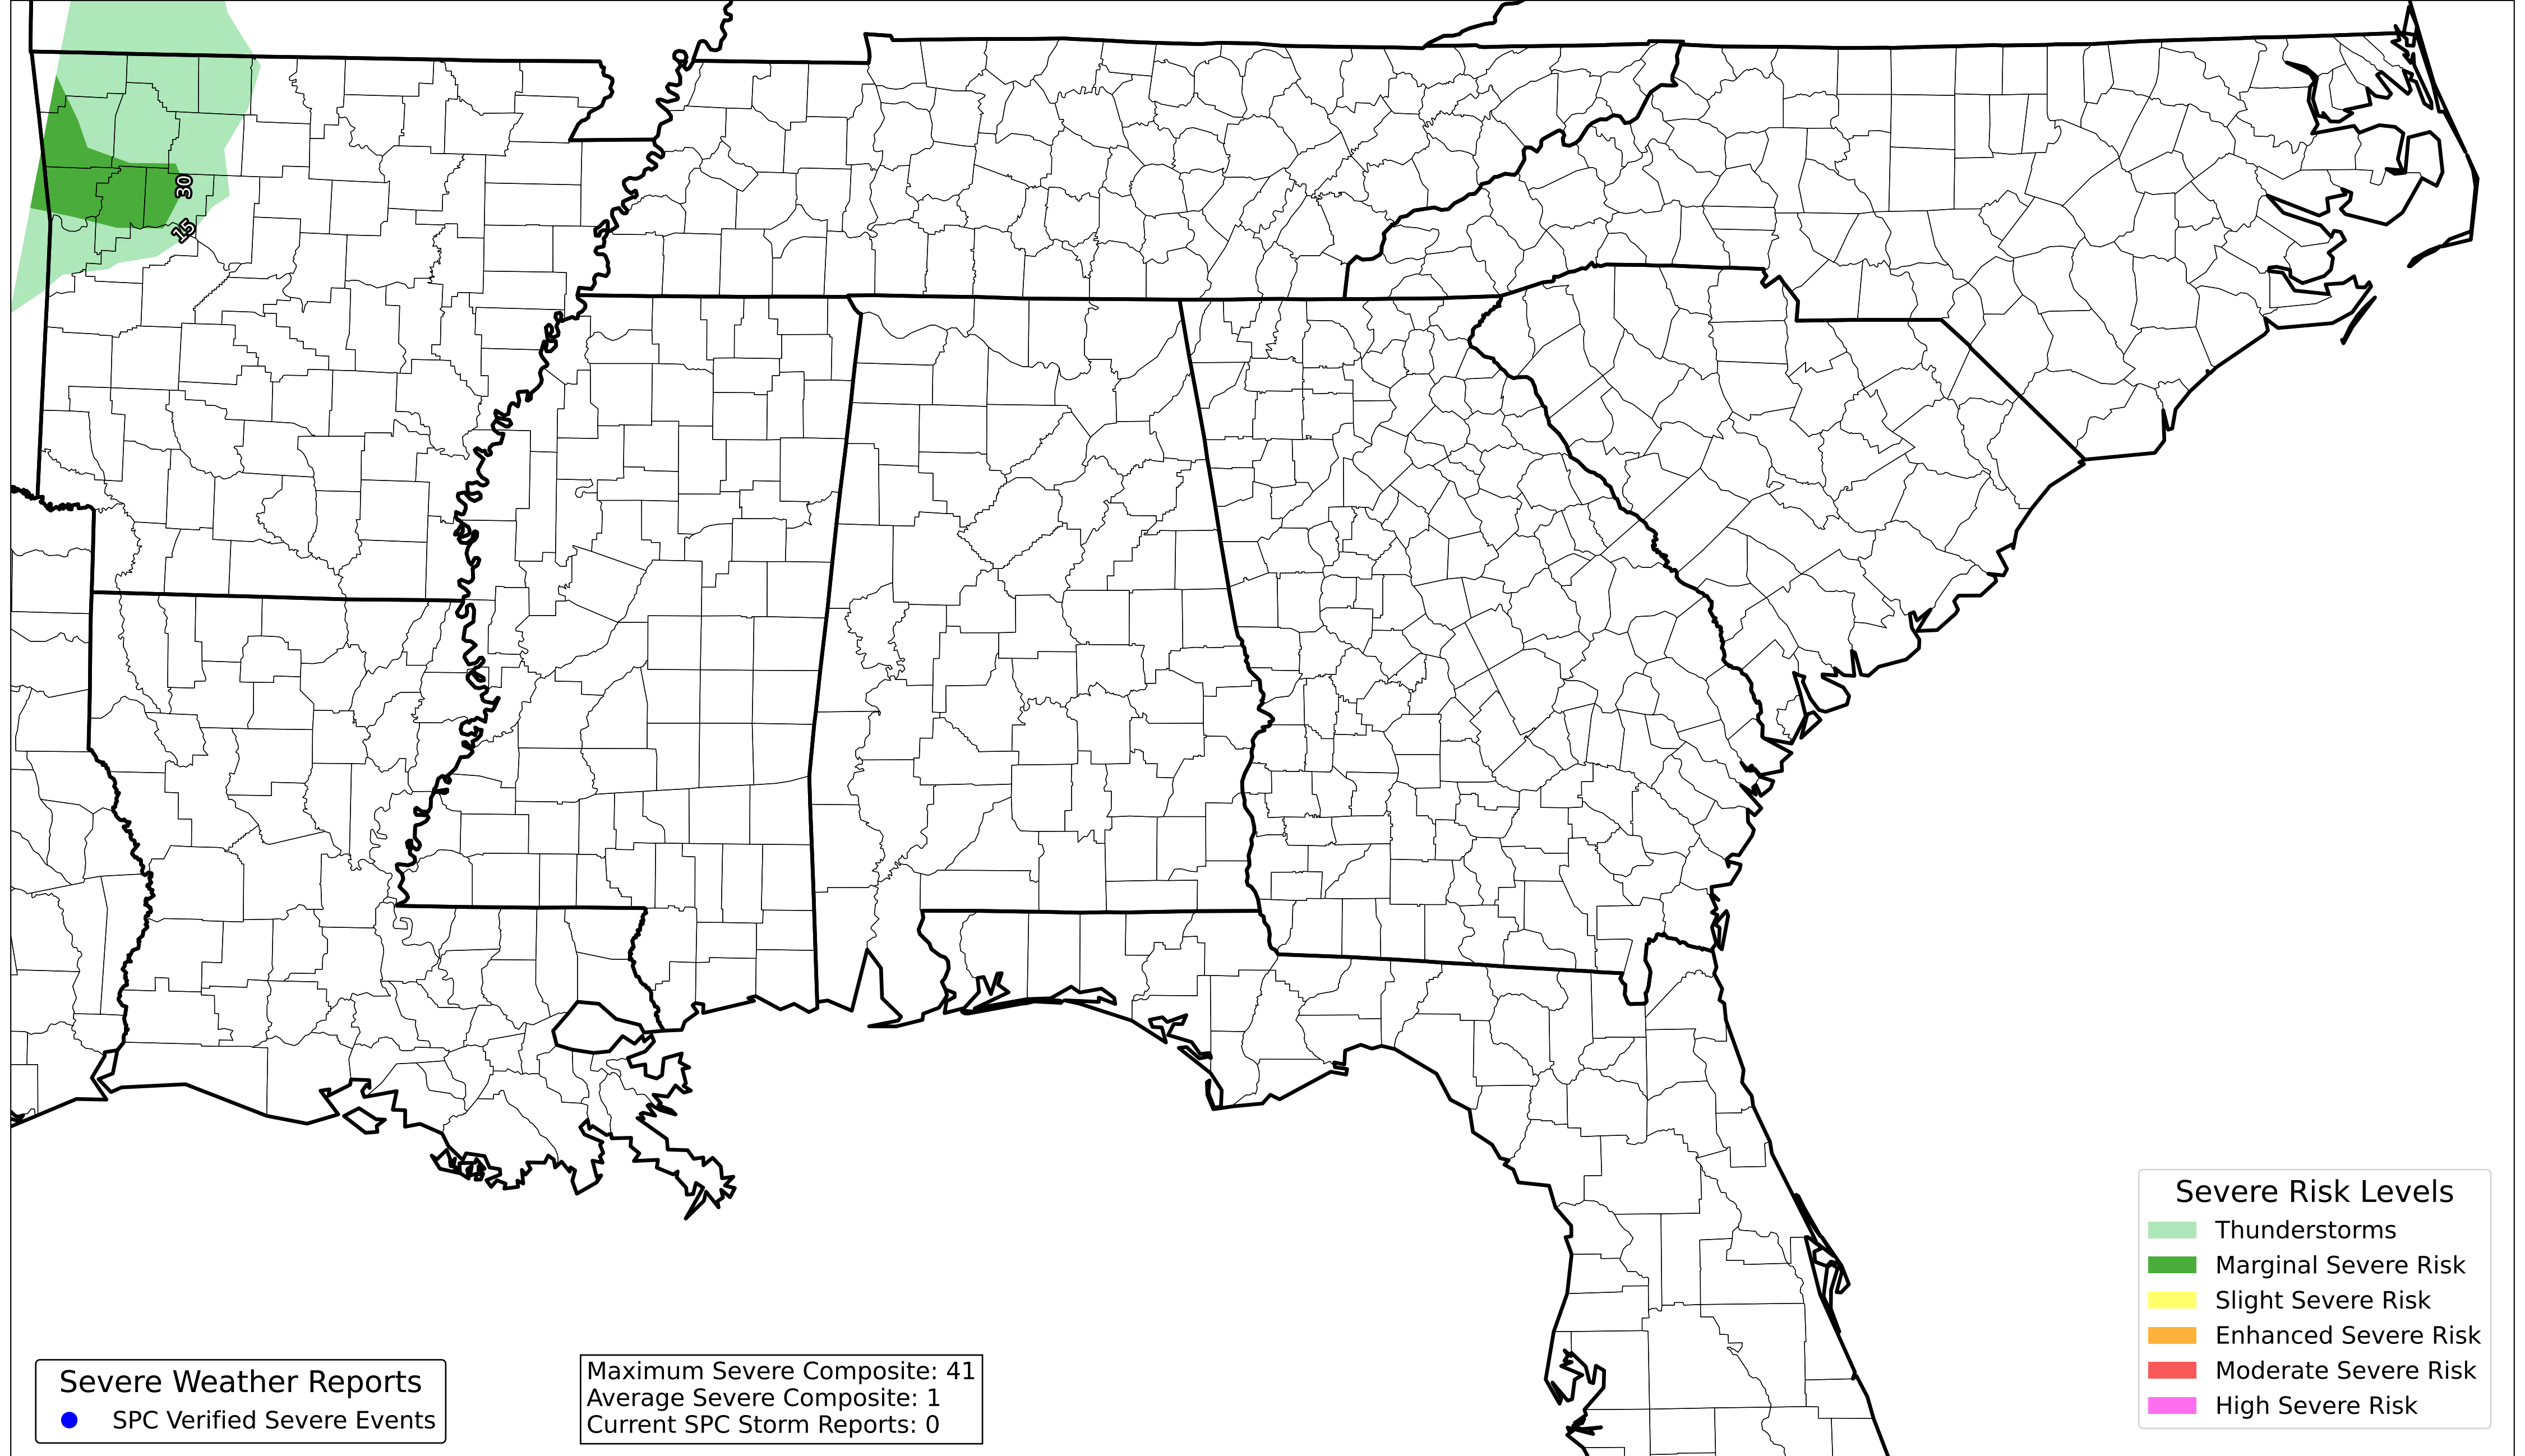 30
15
Severe Risk Levels
Thunderstorms
Marginal Severe Risk
Slight Severe Risk
Enhanced Severe Risk
Moderate Severe Risk
High Severe Risk
Severe Weather Reports
SPC Verified Severe Events
Maximum Severe Composite: 41
Average Severe Composite: 1
Current SPC Storm Reports: 0